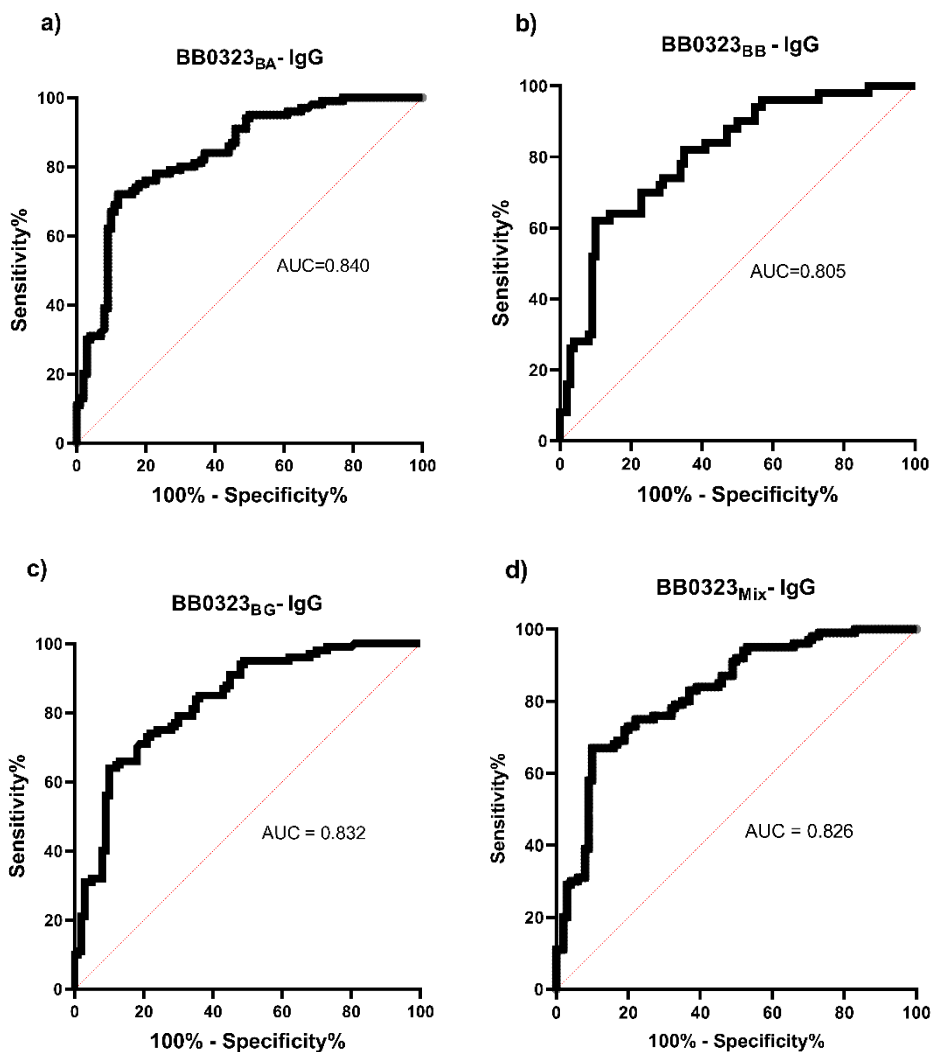 a)
BB0323BA- IgG
Sensitivity%
100
80
60
40
20
0
AUC=0.840
0 20 40 60 80 100
100% - Specificity%
b)
BB0323BB - IgG
Sensitivity%
100
80
60
40
20
0
AUC=0.805
0 20 40 60 80 100
100% - Specificity%
c)
BB0323BG- IgG
Sensitivity%
100
80
60
40
20
0
AUC = 0.832
0 20 40 60 80 100
100% - Specificity%
d)
BB0323Mix- IgG
Sensitivity%
100
80
60
40
20
0
AUC = 0.826
0 20 40 60 80 100
100% - Specificity%